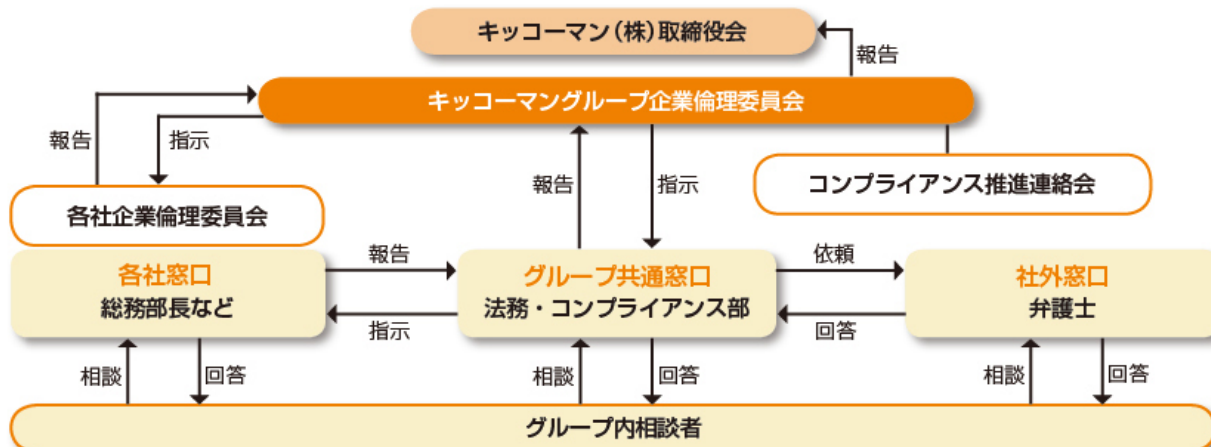 キッコーマン(株)取締役会
報告
キッコーマングループ企業倫理委員会
報告
指示
報告
指示
コンプライアンス推進連絡会
各社企業倫理委員会
各社窓口
総務部長など
報告
指示
グループ共通窓口
法務・コンプライアンス部
依頼
回答
社外窓口
弁護士
相談
回答
相談
回答
相談
回答
グループ内相談者